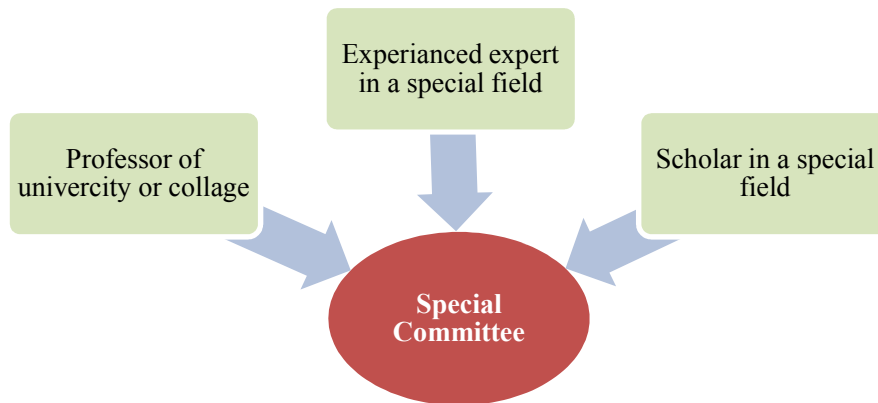 Experianced expert
in a special field
Professor of
univercity or collage
Scholar in a special
field
Special
Committee